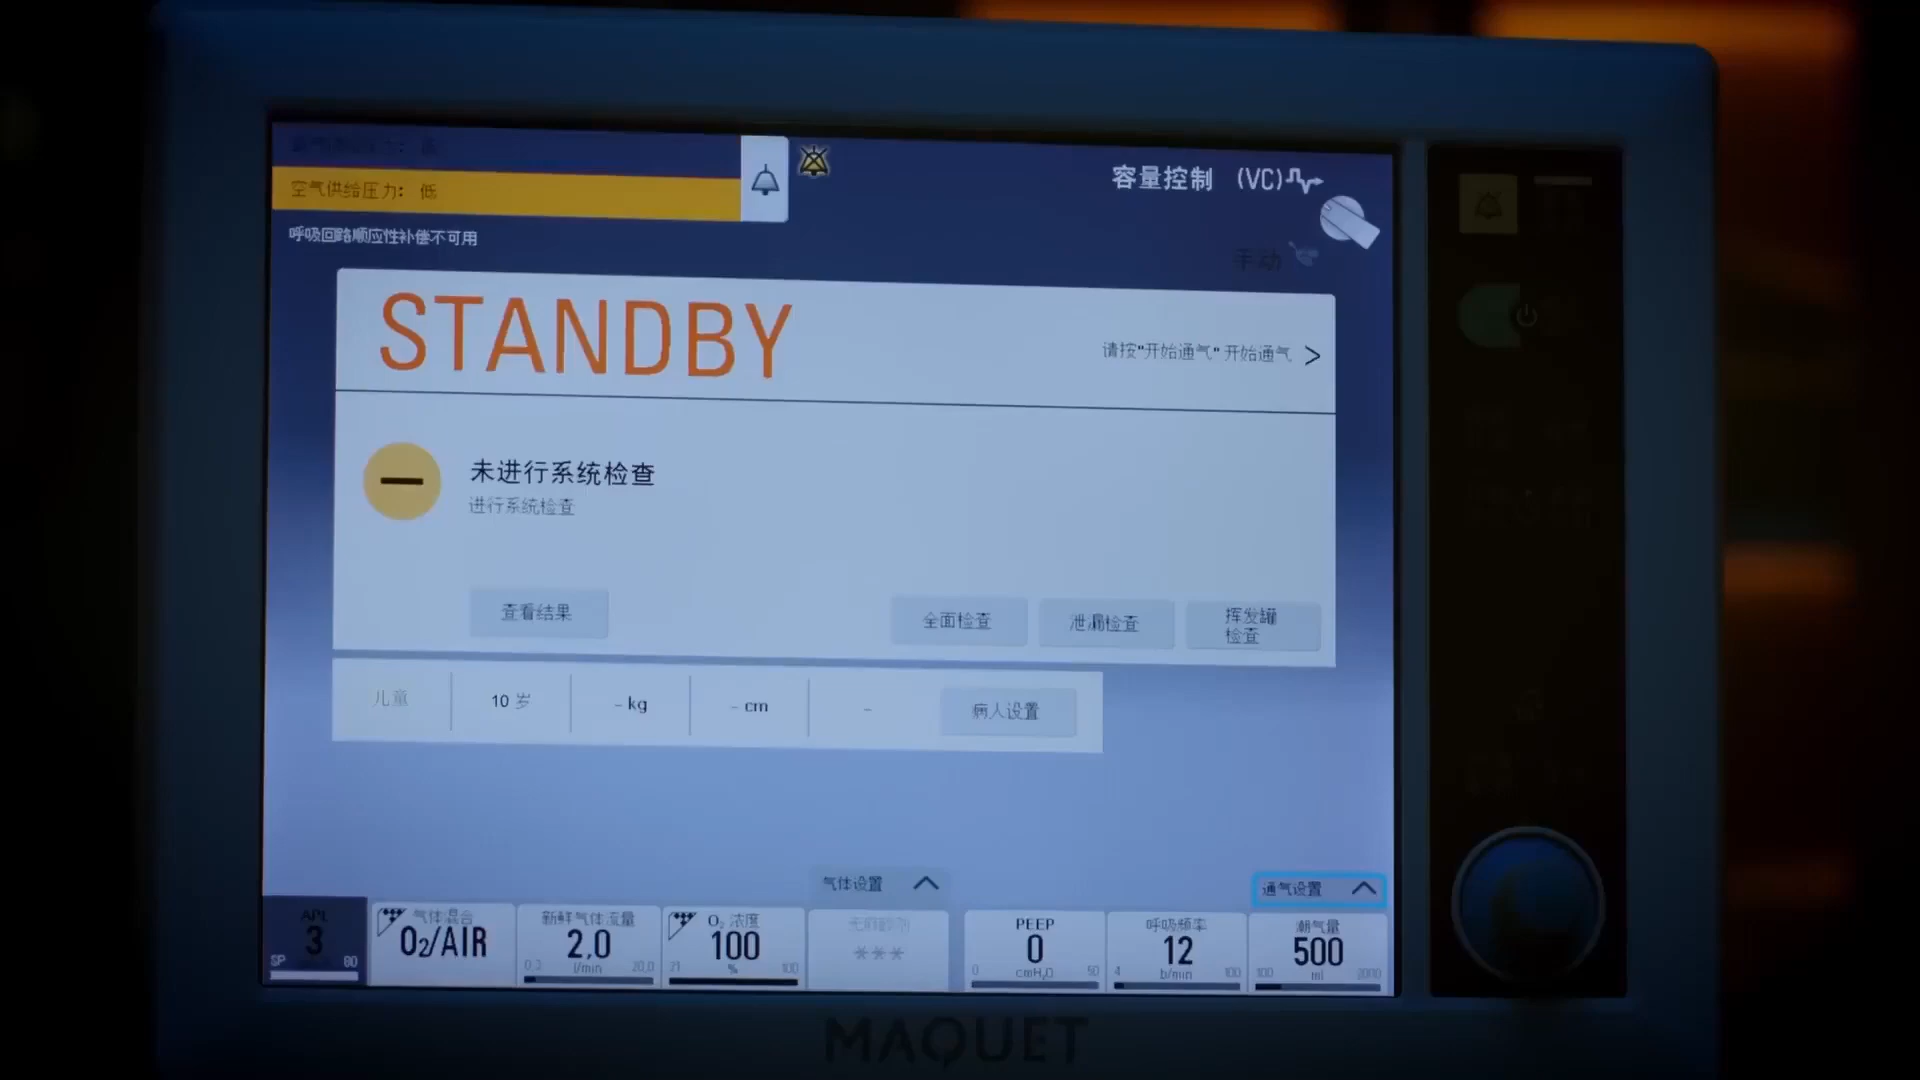 空气供给压力: 低
呼吸回路顺应性补偿不可用
容量控制 (VC)
手动
STANDBY
请按"开始通气" 开始通气 >
未进行系统检查
进行系统检查
查看结果
全面检查
泄漏检查
挥发罐
检查
儿童
10 岁
- kg
- cm
-
病人设置
气体设置
通气设置
APL
3
SP 80
气体混合
O2/AIR
新鲜气体流量
2,0
0,3 l/min 20,0
O2 浓度
100
21 % 100
***
PEEP
0
0 cmH2O 50
呼吸频率
12
4 b/min 100
潮气量
500
100 ml 2000
MAQUET